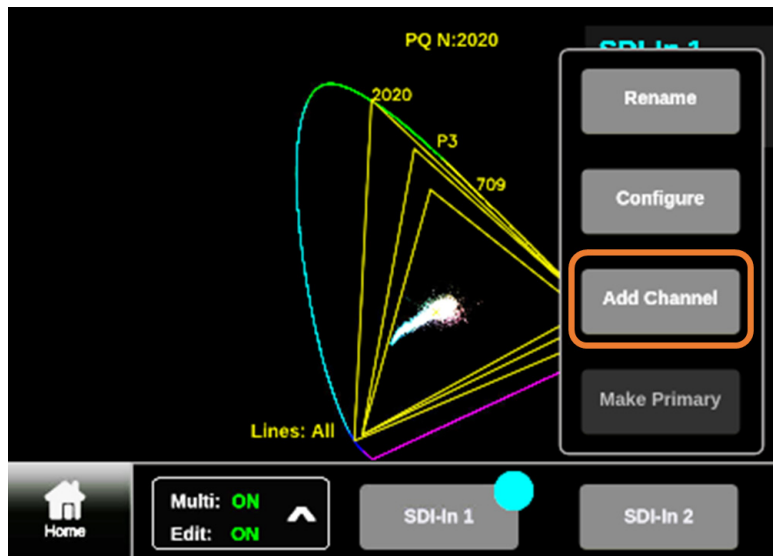 PQ N:2020
SDI-In 1
2020
P3
709
Lines: All
Rename
Configure
Add Channel
Make Primary
Home
Multi: ON
Edit: ON
SDI-In 1
SDI-In 2